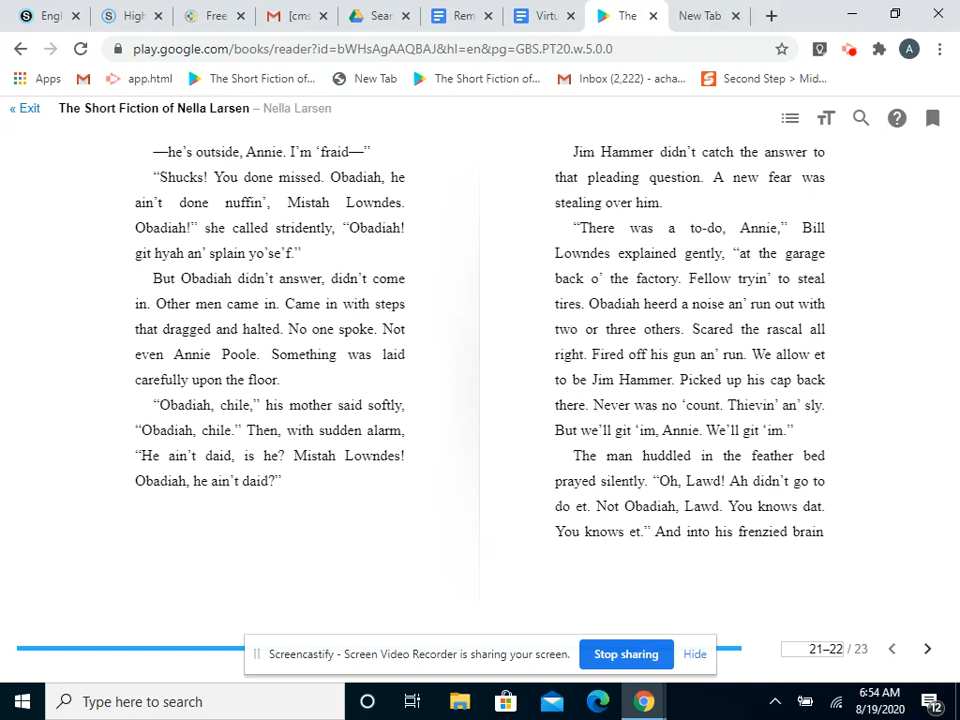 Engl
High
Free
[cms
Sear
Rem
Virtu
The
New Tab
play.google.com/books/reader?id=bWHsAgAAQBAJ&hl=en&pg=GBS.PT20.w.5.0.0
A
Apps
app.html
The Short Fiction of...
New Tab
The Short Fiction of...
Inbox (2,222) - acha...
Second Step > Mid...
« Exit
The Short Fiction of Nella Larsen – Nella Larsen
—he's outside, Annie. I'm ‘fraid—”
“Shucks! You done missed. Obadiah, he
ain't done nuffin’, Mistah Lowndes.
Obadiah!” she called stridently, “Obadiah!
git hyah an’ splain yo’se’f.”
But Obadiah didn't answer, didn't come
in. Other men came in. Came in with steps
that dragged and halted. No one spoke. Not
even Annie Poole. Something was laid
carefully upon the floor.
“Obadiah, chile,” his mother said softly,
“Obadiah, chile.” Then, with sudden alarm,
“He ain't daid, is he? Mistah Lowndes!
Obadiah, he ain't daid?”
Jim Hammer didn't catch the answer to
that pleading question. A new fear was
stealing over him.
“There was a to-do, Annie,” Bill
Lowndes explained gently, “at the garage
back o’ the factory. Fellow tryin’ to steal
tires. Obadiah heerd a noise an’ run out with
two or three others. Scared the rascal all
right. Fired off his gun an’ run. We allow et
to be Jim Hammer. Picked up his cap back
there. Never was no ‘count. Thievin’ an’ sly.
But we'll git ‘im, Annie. We'll git ‘im.”
The man huddled in the feather bed
prayed silently. “Oh, Lawd! Ah didn't go to
do et. Not Obadiah, Lawd. You knows dat.
You knows et.” And into his frenzied brain
Screencastify - Screen Video Recorder is sharing your screen.
Stop sharing
Hide
21–22 / 23
Type here to search
6:54 AM
8/19/2020
12